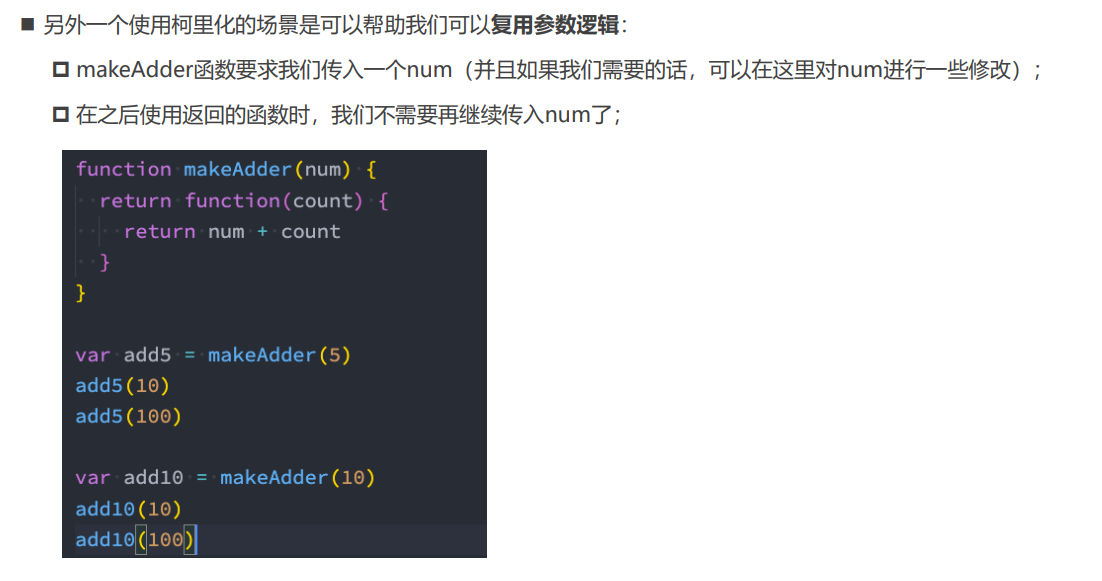 另外一个使用柯里化的场景是可以帮助我们可以复用参数逻辑：
makeAdder函数要求我们传入一个num（并且如果我们需要的话，可以在这里对num进行一些修改）；
在之后使用返回的函数时，我们不需要再继续传入num了；
function makeAdder(num) {
  return function(count) {
    return num + count
  }
}
var add5 = makeAdder(5)
add5(10)
add5(100)
var add10 = makeAdder(10)
add10(10)
add10(100)